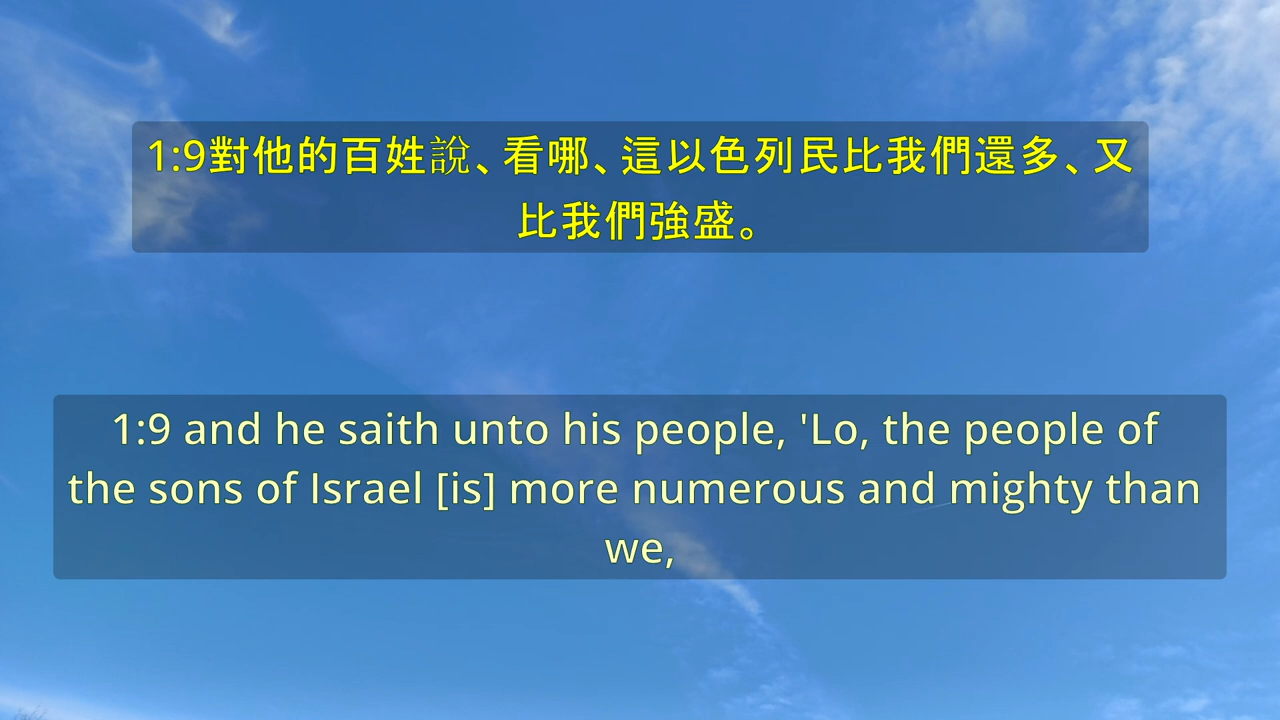 1:9對他的百姓說、看哪、這以色列民比我們還多、又
比我們強盛。
1:9 and he saith unto his people, 'Lo, the people of
the sons of Israel [is] more numerous and mighty than
we,